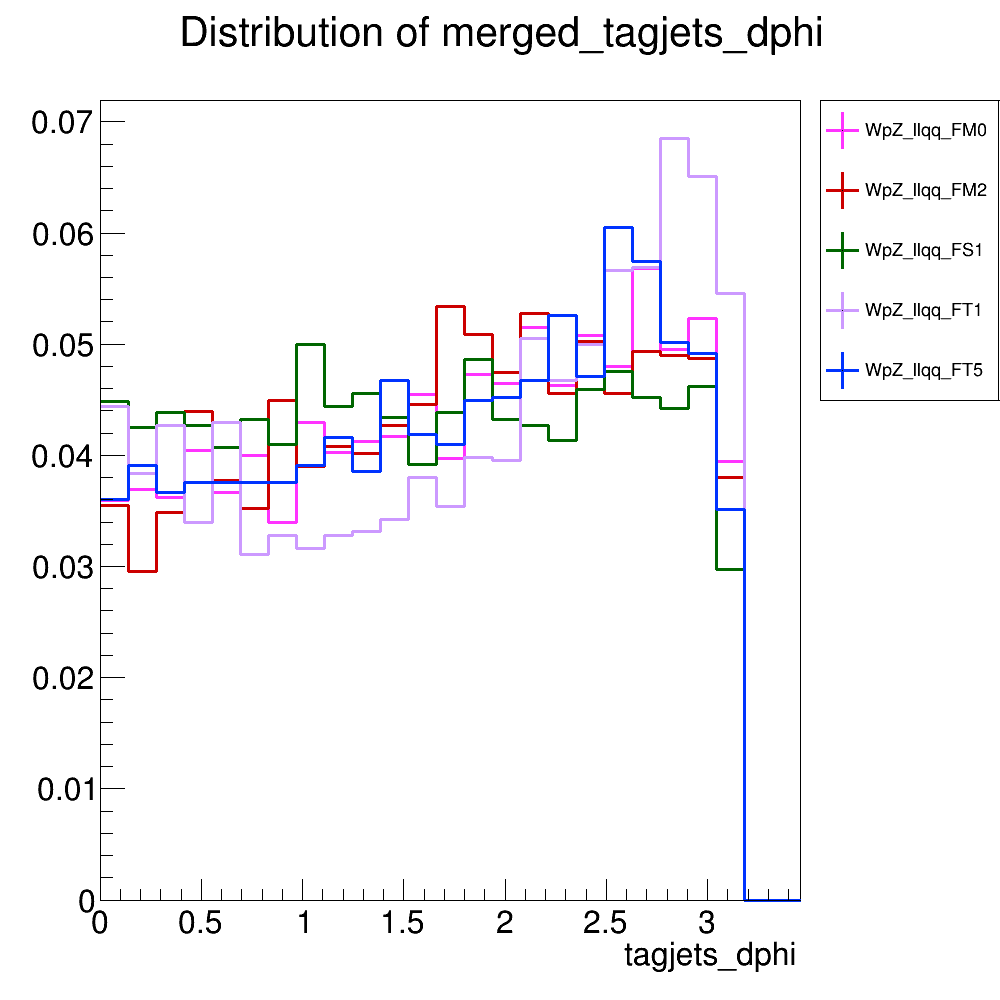 Distribution of merged_tagjets_dphi
0.07
0.06
0.05
0.04
0.03
0.02
0.01
0
0 0.5 1 1.5 2 2.5 3
tagjets_dphi
WpZ_llqq_FM0
WpZ_llqq_FM2
WpZ_llqq_FS1
WpZ_llqq_FT1
WpZ_llqq_FT5